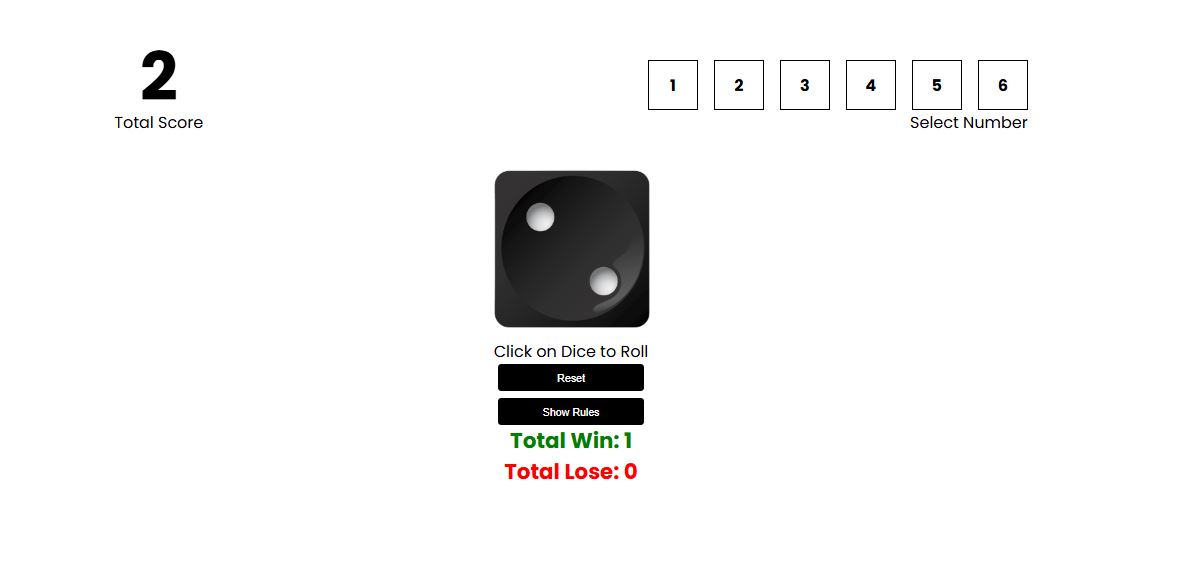 2
Total Score
1 2 3 4 5 6
Select Number
Click on Dice to Roll
Reset
Show Rules
Total Win: 1
Total Lose: 0